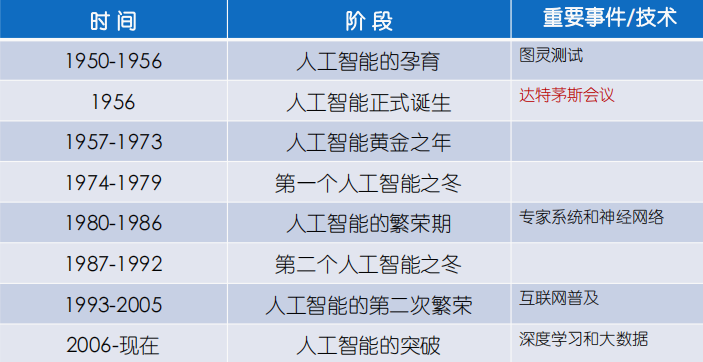 时 间 阶 段 重要事件/技术
1950-1956 人工智能的孕育 图灵测试
1956 人工智能正式诞生 达特茅斯会议
1957-1973 人工智能黄金之年
1974-1979 第一个人工智能之冬
1980-1986 人工智能的繁荣期 专家系统和神经网络
1987-1992 第二个人工智能之冬
1993-2005 人工智能的第二次繁荣 互联网普及
2006-现在 人工智能的突破 深度学习和大数据